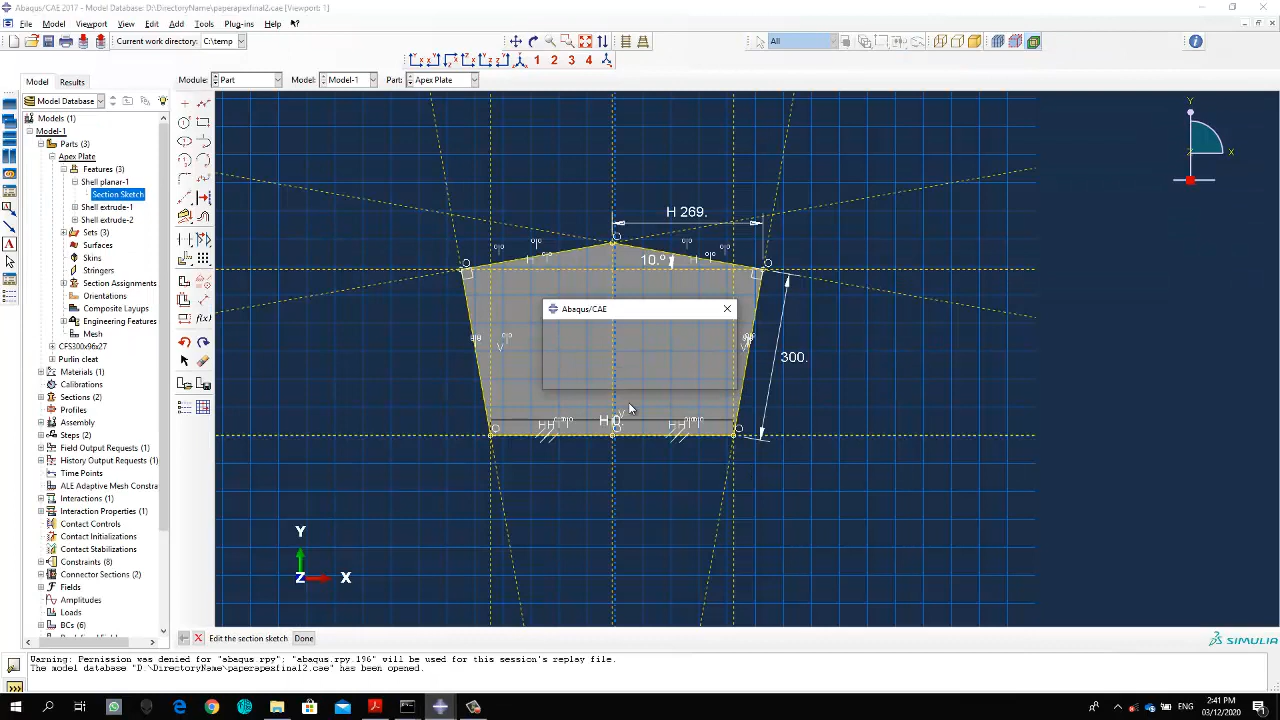 Abaqus/CAE 2017 - Model Database: D:\DirectoryName\paperapexfinal2.cae [Viewport: 1]
File Model Viewport View Edit Add Tools Plug-ins Help
Current work directory: C:\temp
All
1 2 3 4
Model Results
Module: Part Model: Model-1 Part: Apex Plate
Model Database
Models (1)
Model-1
Parts (3)
Apex Plate
Features (3)
Shell planar-1
Section Sketch
Shell extrude-1
Shell extrude-2
Sets (3)
Surfaces
Skins
Stringers
Section Assignments
Orientations
Composite Layups
Engineering Features
Mesh
CFS300x96x27
Purlin cleat
Materials (1)
Calibrations
Sections (2)
Profiles
Assembly
Steps (2)
Field Output Requests (1)
History Output Requests (1)
Time Points
ALE Adaptive Mesh Constra
Interactions (1)
Interaction Properties (1)
Contact Controls
Contact Initializations
Contact Stabilizations
Constraints (8)
Connector Sections (2)
Fields
Amplitudes
Loads
BCs (6)
H 269.
10.º
Abaqus/CAE
300.
H 0.
Y
X
Z
Y
Z X
Edit the section sketch Done
SIMULIA
Warning: Permission was denied for "abaqus.rpy"; "abaqus.rpy.196" will be used for this session's replay file.
The model database "D:\DirectoryName\paperapexfinal2.cae" has been opened.
ENG
2:41 PM
03/12/2020